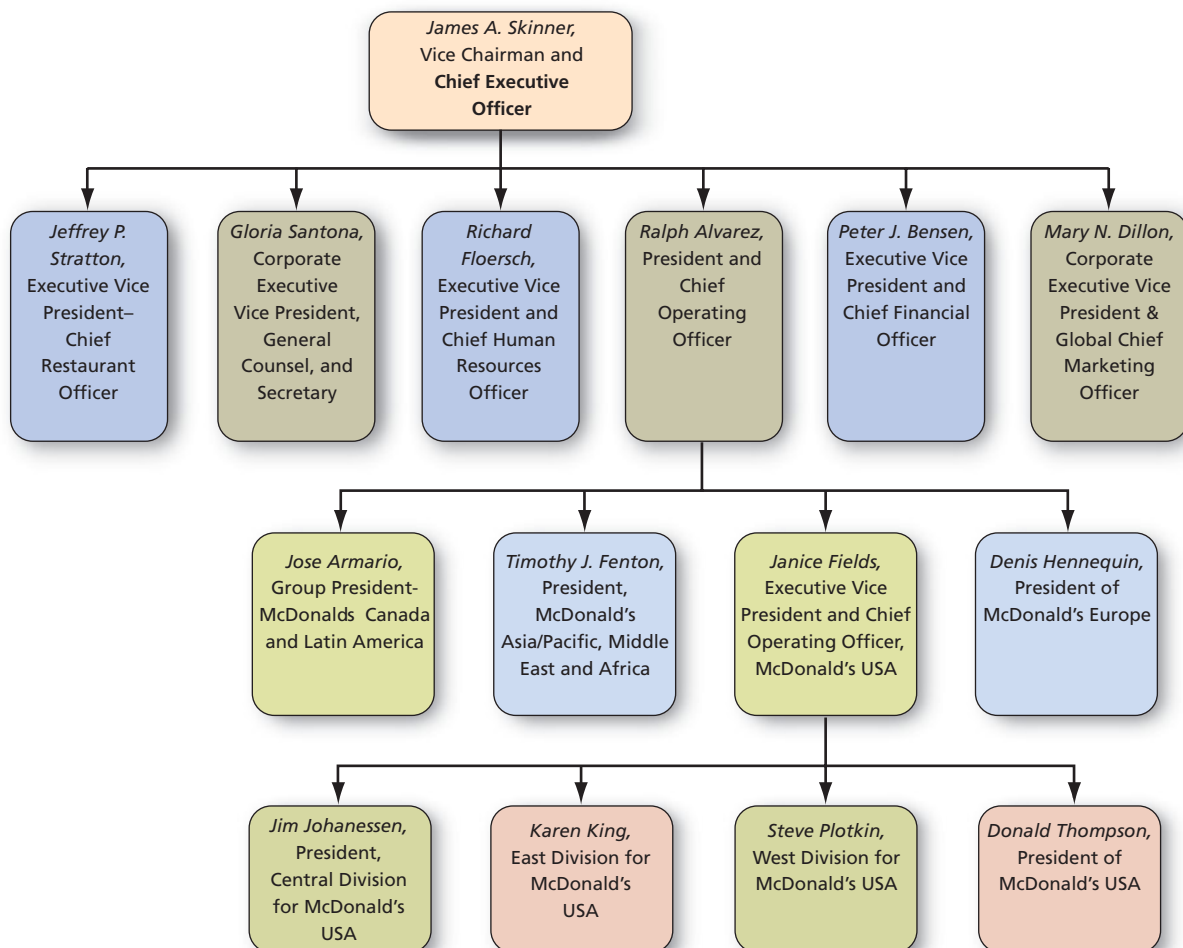 James A. Skinner,
Vice Chairman and
Chief Executive
Officer
Jeffrey P.
Stratton,
Executive Vice
President–
Chief
Restaurant
Officer
Gloria Santona,
Corporate
Executive
Vice President,
General
Counsel, and
Secretary
Richard
Floersch,
Executive Vice
President and
Chief Human
Resources
Officer
Ralph Alvarez,
President and
Chief
Operating
Officer
Peter J. Bensen,
Executive Vice
President and
Chief Financial
Officer
Mary N. Dillon,
Corporate
Executive Vice
President &
Global Chief
Marketing
Officer
Jose Armario,
Group President-
McDonalds Canada
and Latin America
Timothy J. Fenton,
President,
McDonald's
Asia/Pacific, Middle
East and Africa
Janice Fields,
Executive Vice
President and Chief
Operating Officer,
McDonald's USA
Denis Hennequin,
President of
McDonald's Europe
Jim Johanessen,
President,
Central Division
for McDonald's
USA
Karen King,
East Division for
McDonald's
USA
Steve Plotkin,
West Division for
McDonald's USA
Donald Thompson,
President of
McDonald's USA